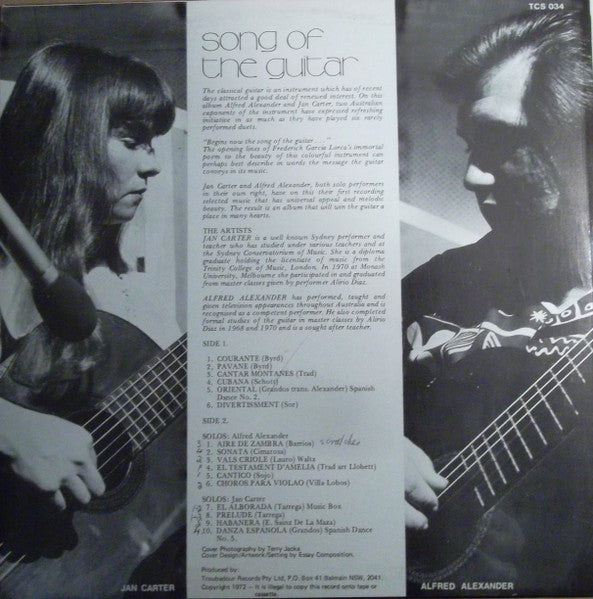 TCS 034
song of
the guitar
The classical guitar is an instrument which has of recent
days attracted a good deal of renewed interest. On this
album Alfred Alexander and Jan Carter, two Australian
exponents of the instrument have expressed refreshing
initiative in as much as they have played six rarely
performed duets.
"Begins now the song of the guitar . . ."
The opening lines of Frederick Garcia Lorca's immortal
poem to the beauty of this colourful instrument can
perhaps best describe in words the message the guitar
conveys in its music.
Jan Carter and Alfred Alexander, both solo performers
in their own right, have on this their first recording
selected music that has universal appeal and melodic
beauty. The result is an album that will win the guitar a
place in many hearts.
THE ARTISTS
JAN CARTER is a well known Sydney performer and
teacher who has studied under various teachers and at
the Sydney Conservatorium of Music. She is a diploma
graduate holding the licentiate of music from the
Trinity College of Music, London. In 1970 at Monash
University, Melbourne she participated in and graduated
from master classes given by performer Alirio Diaz.
ALFRED ALEXANDER has performed, taught and
given television appearances throughout Australia and is
recognised as a competent performer. He also completed
formal studies of the guitar in master classes by Alirio
Diaz in 1968 and 1970 and is a sought after teacher.
SIDE 1.
1. COURANTE (Byrd)
2. PAVANE (Byrd)
3. CANTAR MONTANES (Trad)
4. CUBANA (Schott)
5. ORIENTAL (Grandos trans. Alexander) Spanish
Dance No. 2.
6. DIVERTISSMENT (Sor)
SIDE 2.
SOLOS: Alfred Alexander
1. AIRE DE ZAMBRA (Barrios) scratches
2. SONATA (Cimarosa)
3. VALS CRIOLE (Lauro) Waltz
4. EL TESTAMENT D'AMELIA (Trad art Llobett)
5. CANTICO (Sojo)
6. CHOROS PARA VIOLAO (Villa Lobos)
SOLOS: Jan Carter
7. EL ALBORADA (Tarrega) Music Box
8. PRELUDE (Tarrega)
9. HABANERA (E. Sainz De La Maza)
10. DANZA ESPANOLA (Grandos) Spanish Dance
No. 5.
Cover Photography by Terry Jacka
Cover Design/Artwork/Setting by Essay Composition.
Produced by:
Troubadour Records Pty Ltd, P.O. Box 41 Balmain NSW, 2041.
Copyright 1972 – It is illegal to copy this record onto tape or
cassette.
JAN CARTER
ALFRED ALEXANDER